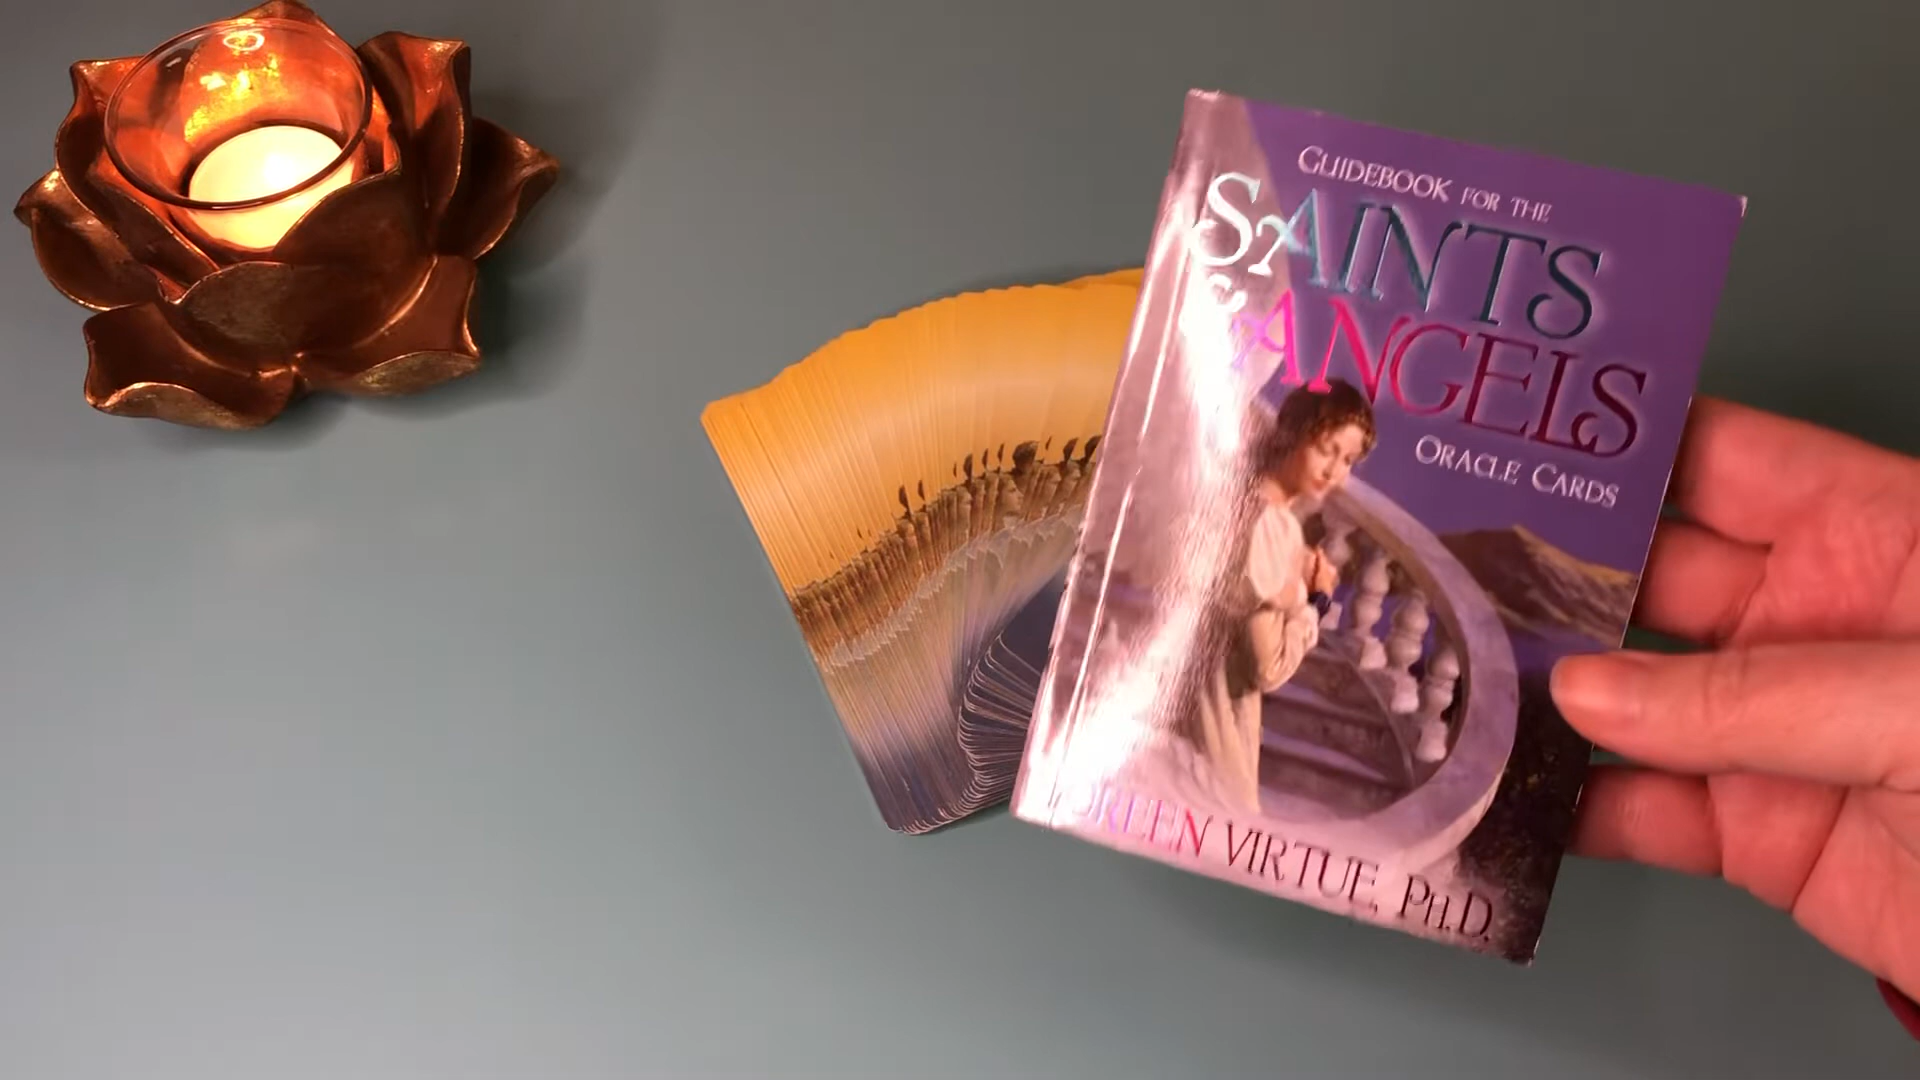 GUIDEBOOK FOR THE
SAINTS
& ANGELS
ORACLE CARDS
DOREEN VIRTUE, PH.D.